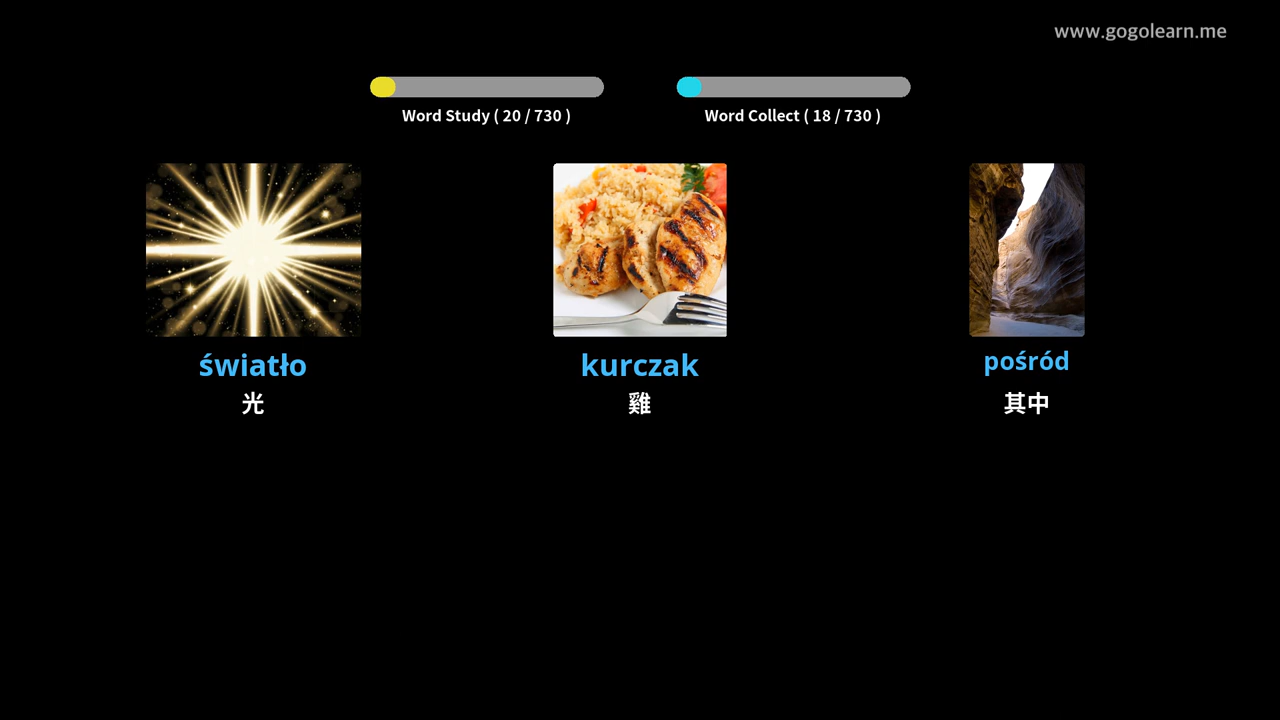 www.gogolearn.me
Word Study ( 20 / 730 )
Word Collect ( 18 / 730 )
światło
kurczak
pośród
光
雞
其中